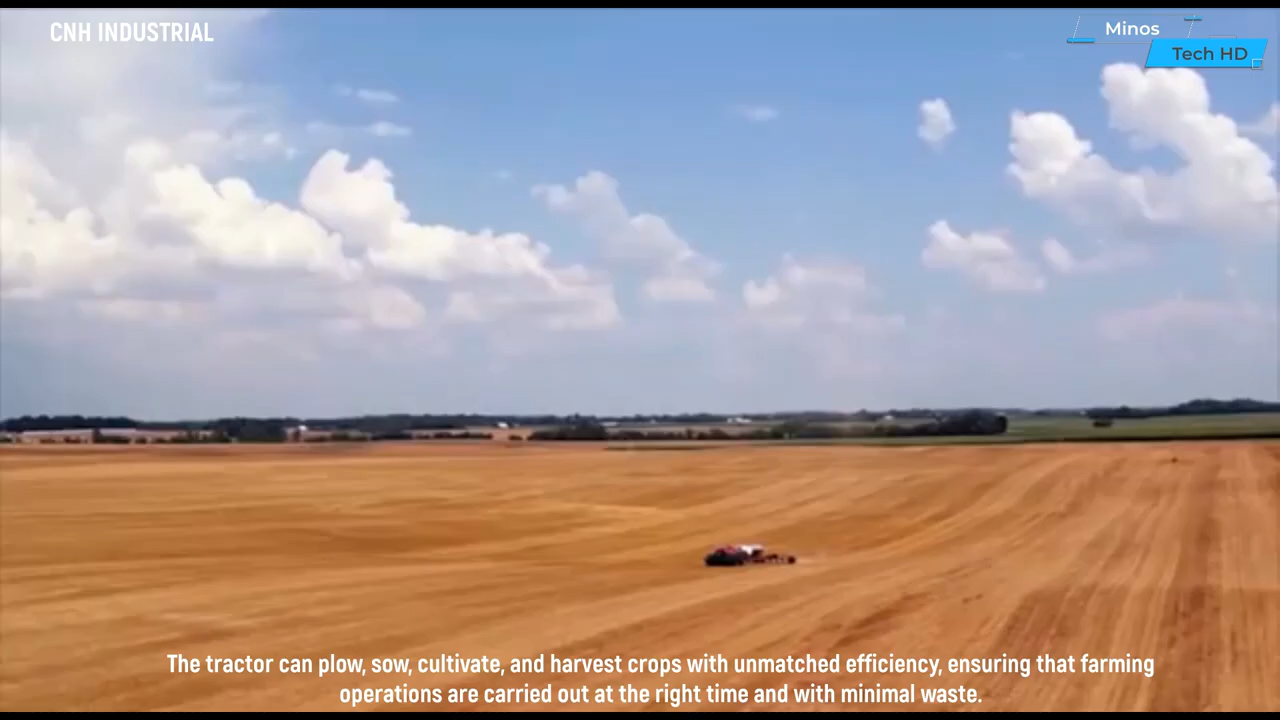 CNH INDUSTRIAL
Minos
Tech HD
The tractor can plow, sow, cultivate, and harvest crops with unmatched efficiency, ensuring that farming
operations are carried out at the right time and with minimal waste.